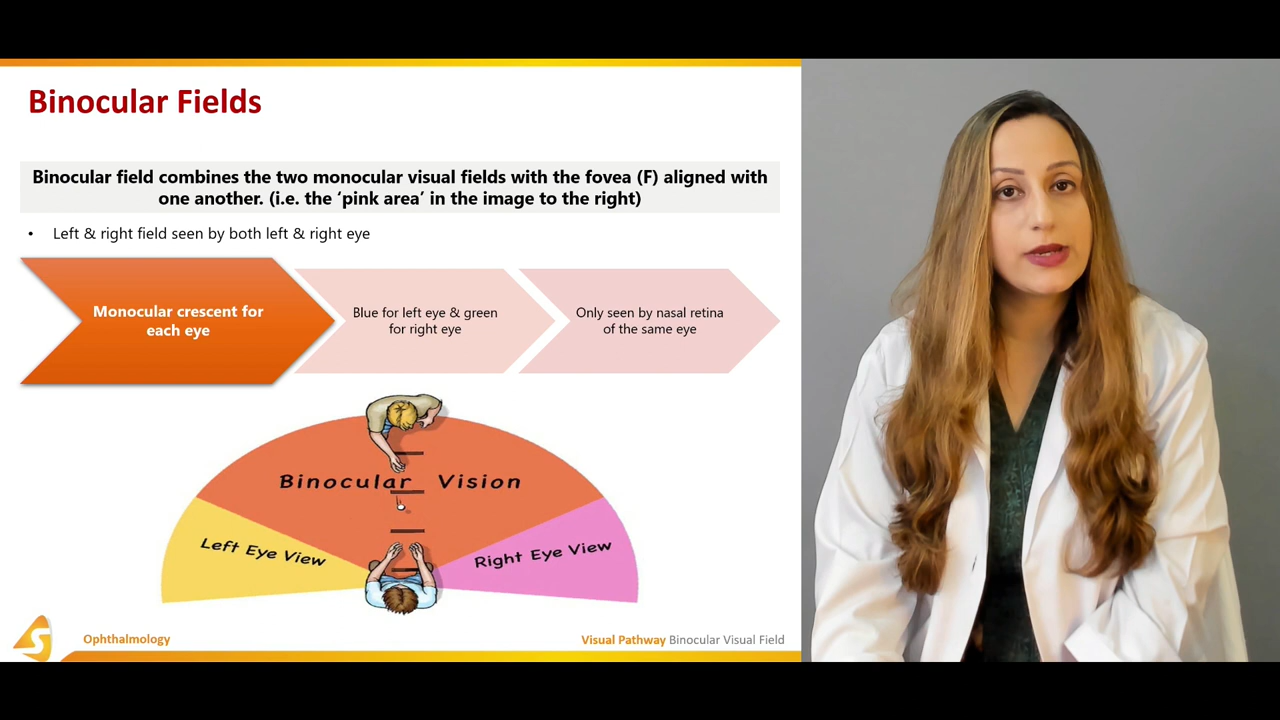 Binocular Fields
Binocular field combines the two monocular visual fields with the fovea (F) aligned with
one another. (i.e. the ‘pink area’ in the image to the right)
• Left & right field seen by both left & right eye
Monocular crescent for
each eye
Blue for left eye & green
for right eye
Only seen by nasal retina
of the same eye
Binocular Vision
Left Eye View
Right Eye View
S
Ophthalmology
Visual Pathway Binocular Visual Field